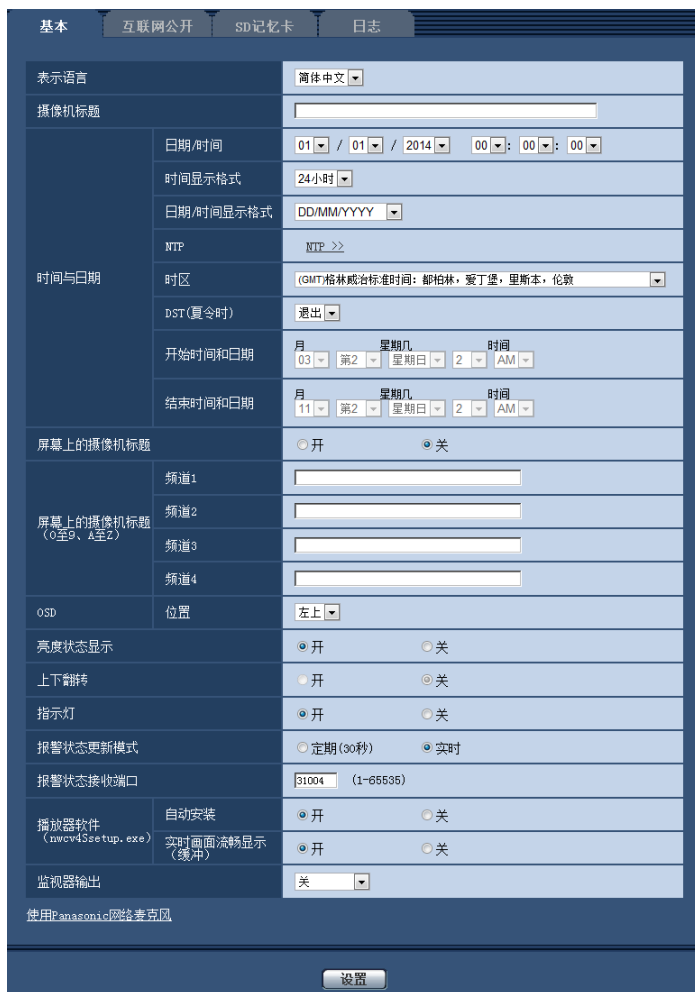 基本 互联网公开 SD记忆卡 日志
表示语言 简体中文
摄像机标题
时间与日期
日期/时间 01 / 01 / 2014 00 : 00 : 00
时间显示格式 24小时
日期/时间显示格式 DD/MM/YYYY
NTP NTP >>
时区 (GMT)格林威治标准时间: 都柏林, 爱丁堡, 里斯本, 伦敦
DST(夏令时) 退出
月 星期几 时间
开始时间和日期 03 第2 星期日 2 AM
月 星期几 时间
结束时间和日期 11 第2 星期日 2 AM
屏幕上的摄像机标题 开 关
屏幕上的摄像机标题
(0至9、A至Z)
频道1
频道2
频道3
频道4
OSD 位置 左上
亮度状态显示 开 关
上下翻转 开 关
指示灯 开 关
报警状态更新模式 定期(30秒) 实时
报警状态接收端口 31004 (1-65535)
播放器软件
(nwcv4Ssetup.exe)
自动安装 开 关
实时画面流畅显示
(缓冲) 开 关
监视器输出 关
使用Panasonic网络麦克风
设置